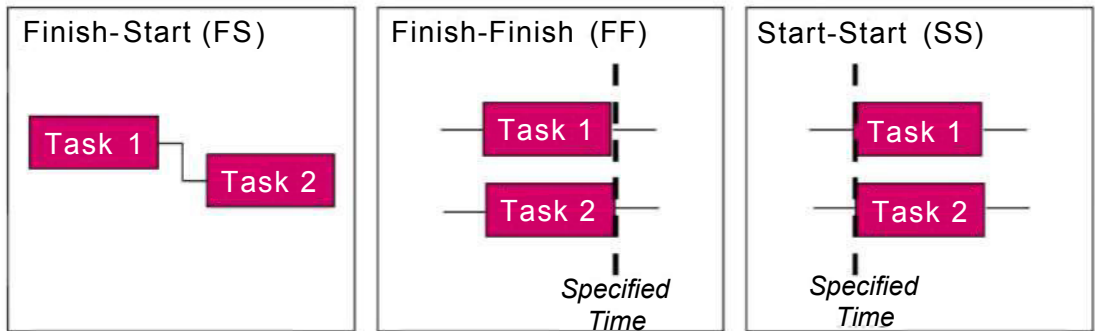 Finish-Start (FS)
Task 1
Task 2
Finish-Finish (FF)
Task 1
Task 2
Specified
Time
Start-Start (SS)
Task 1
Task 2
Specified
Time